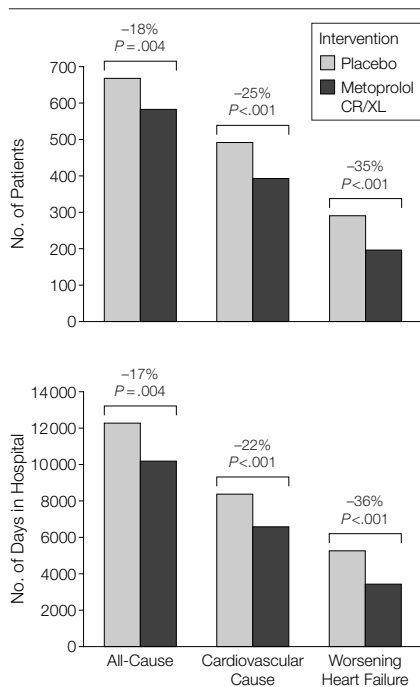 Intervention
Placebo
Metoprolol
CR/XL
–18%
P=.004
–25%
P<.001
–35%
P<.001
No. of Patients
700
600
500
400
300
200
100
0
–17%
P=.004
–22%
P<.001
–36%
P<.001
No. of Days in Hospital
14000
12000
10000
8000
6000
4000
2000
0
All-Cause
Cardiovascular
Cause
Worsening
Heart Failure